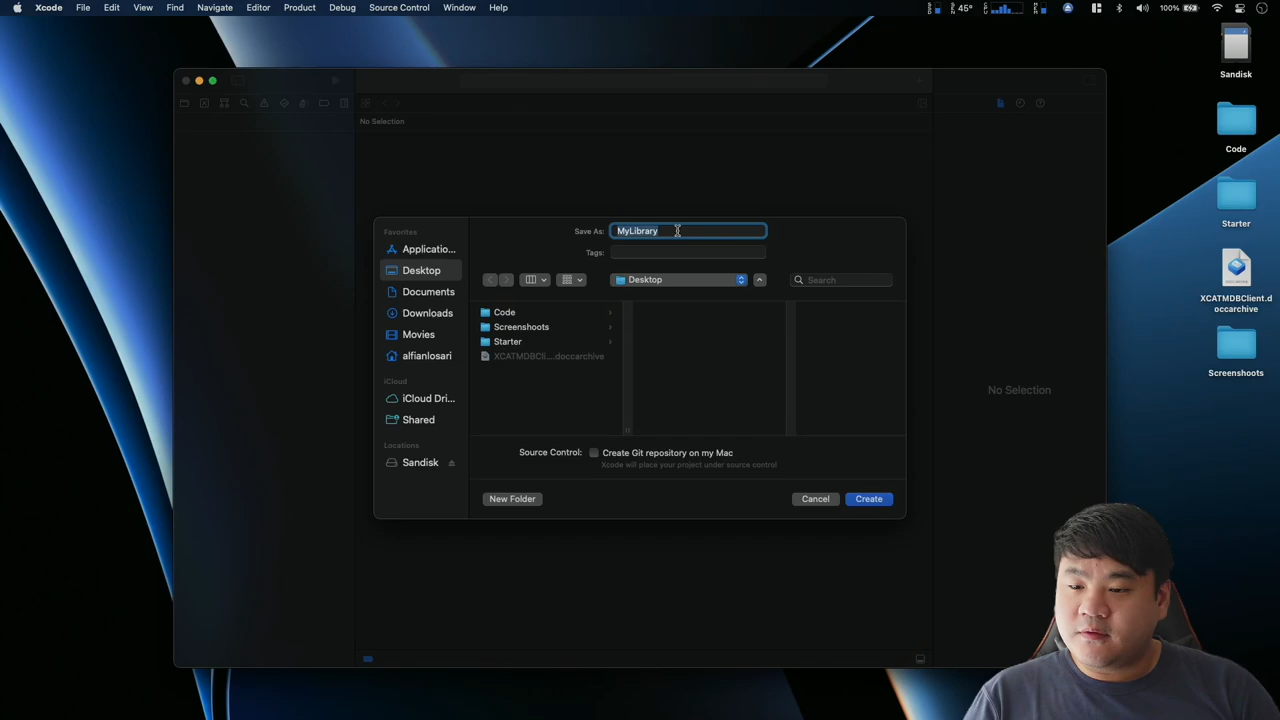 Xcode File Edit View Find Navigate Editor Product Debug Source Control Window Help
45° 100%
Sandisk
Code
Starter
XCATMDBClient.d
occarchive
Screenshoots
No Selection
Save As: MyLibrary
Tags:
Favorites
Applicatio...
Desktop
Documents
Downloads
Movies
alfianlosari
iCloud
iCloud Dri...
Shared
Locations
Sandisk
Desktop
Search
Code
Screenshoots
Starter
XCATMDBCli....doccarchive
Source Control: Create Git repository on my Mac
Xcode will place your project under source control
New Folder Cancel Create
No Selection